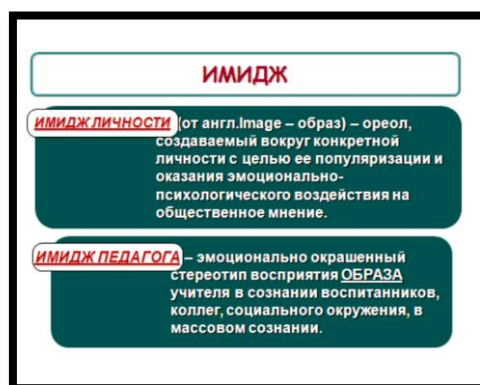 ИМИДЖ
ИМИДЖ ЛИЧНОСТИ (от англ.Image – образ) – ореол,
создаваемый вокруг конкретной
личности с целью ее популяризации и
оказания эмоционально-
психологического воздействия на
общественное мнение.
ИМИДЖ ПЕДАГОГА – эмоционально окрашенный
стереотип восприятия ОБРАЗА
учителя в сознании воспитанников,
коллег, социального окружения, в
массовом сознании.